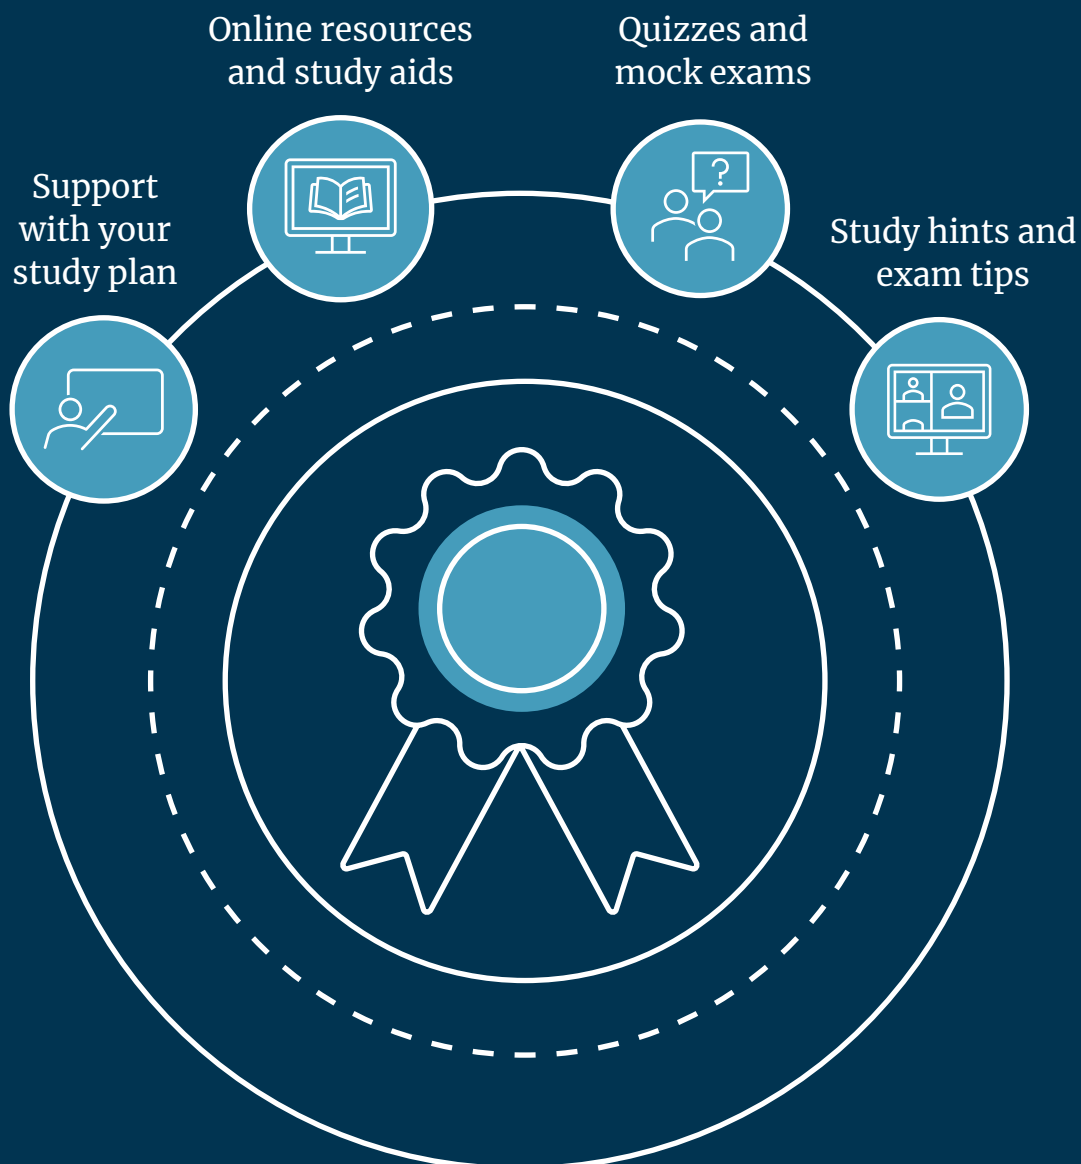 Online resources
and study aids
Quizzes and
mock exams
Support
with your
study plan
Study hints and
exam tips
?